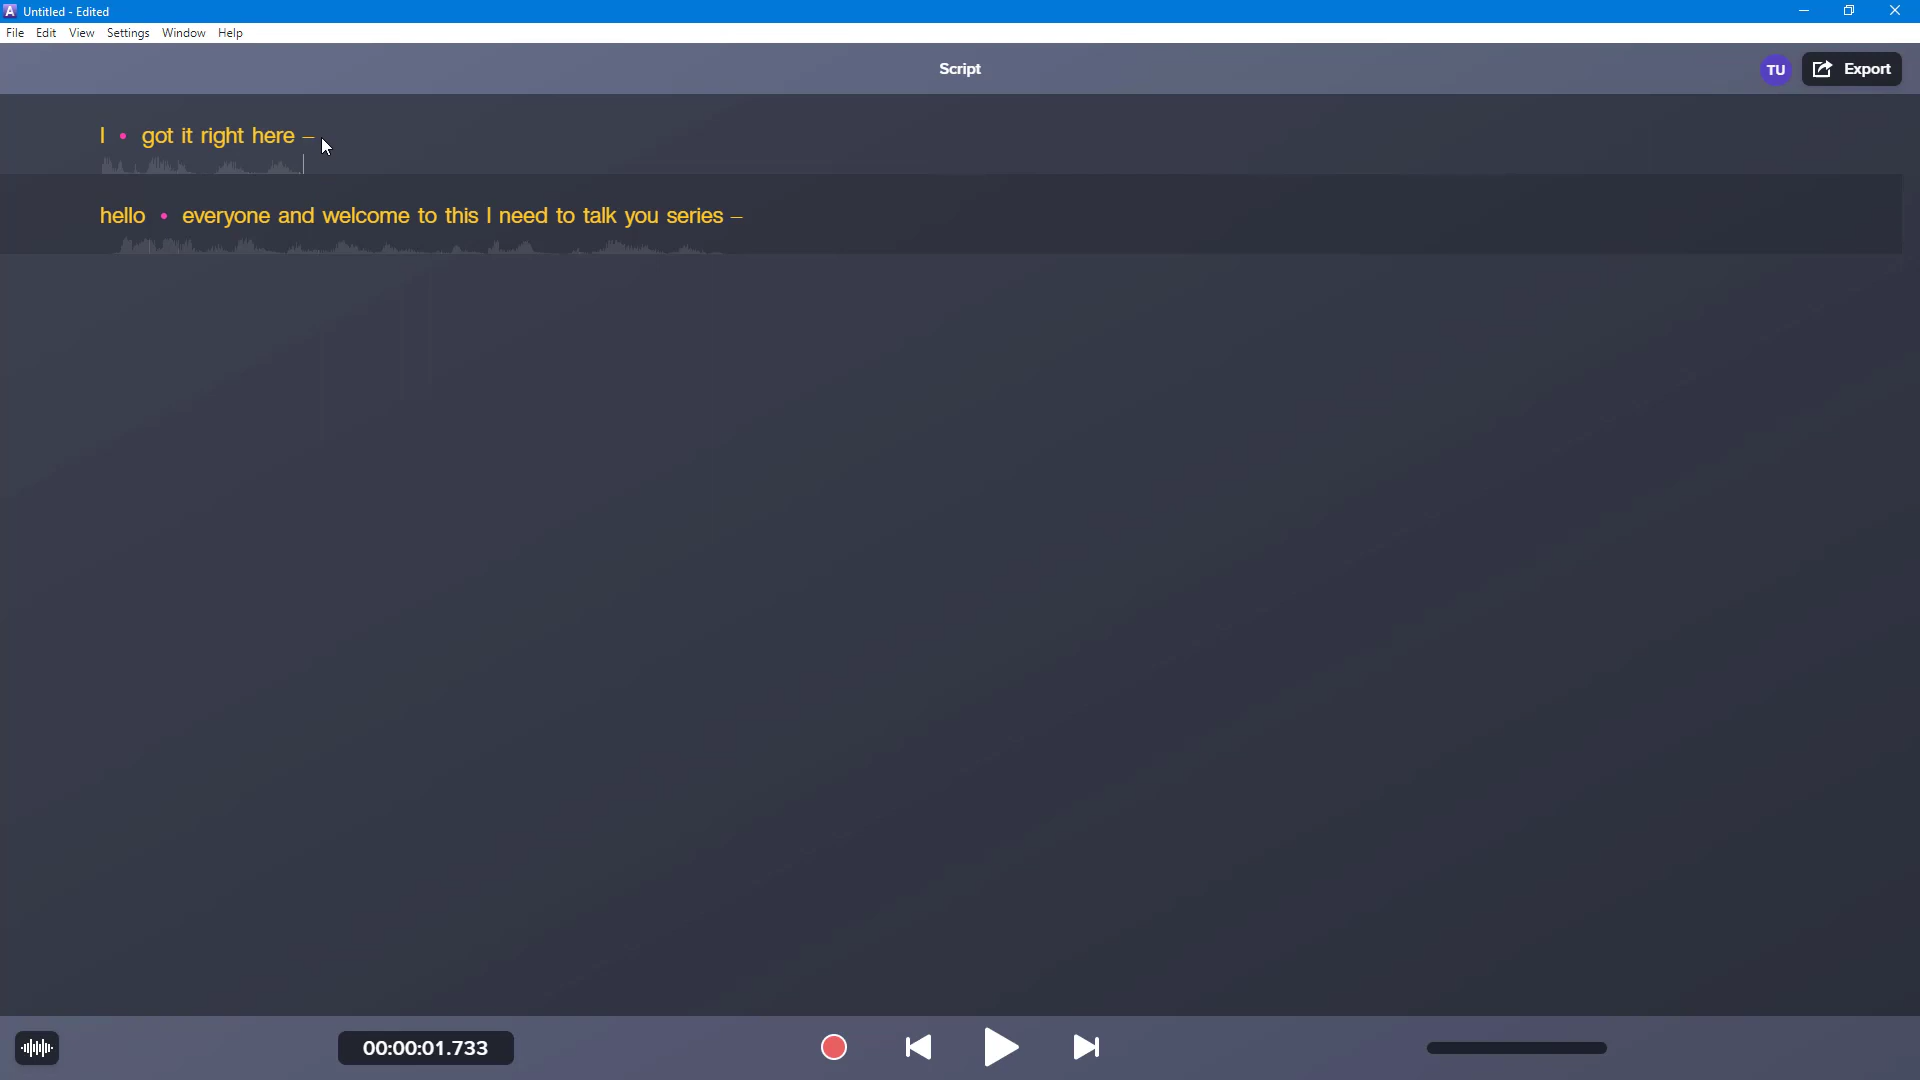 A Untitled - Edited
File Edit View Settings Window Help
Script
TU
Export
I • got it right here –
hello • everyone and welcome to this I need to talk you series –
00:00:01.733